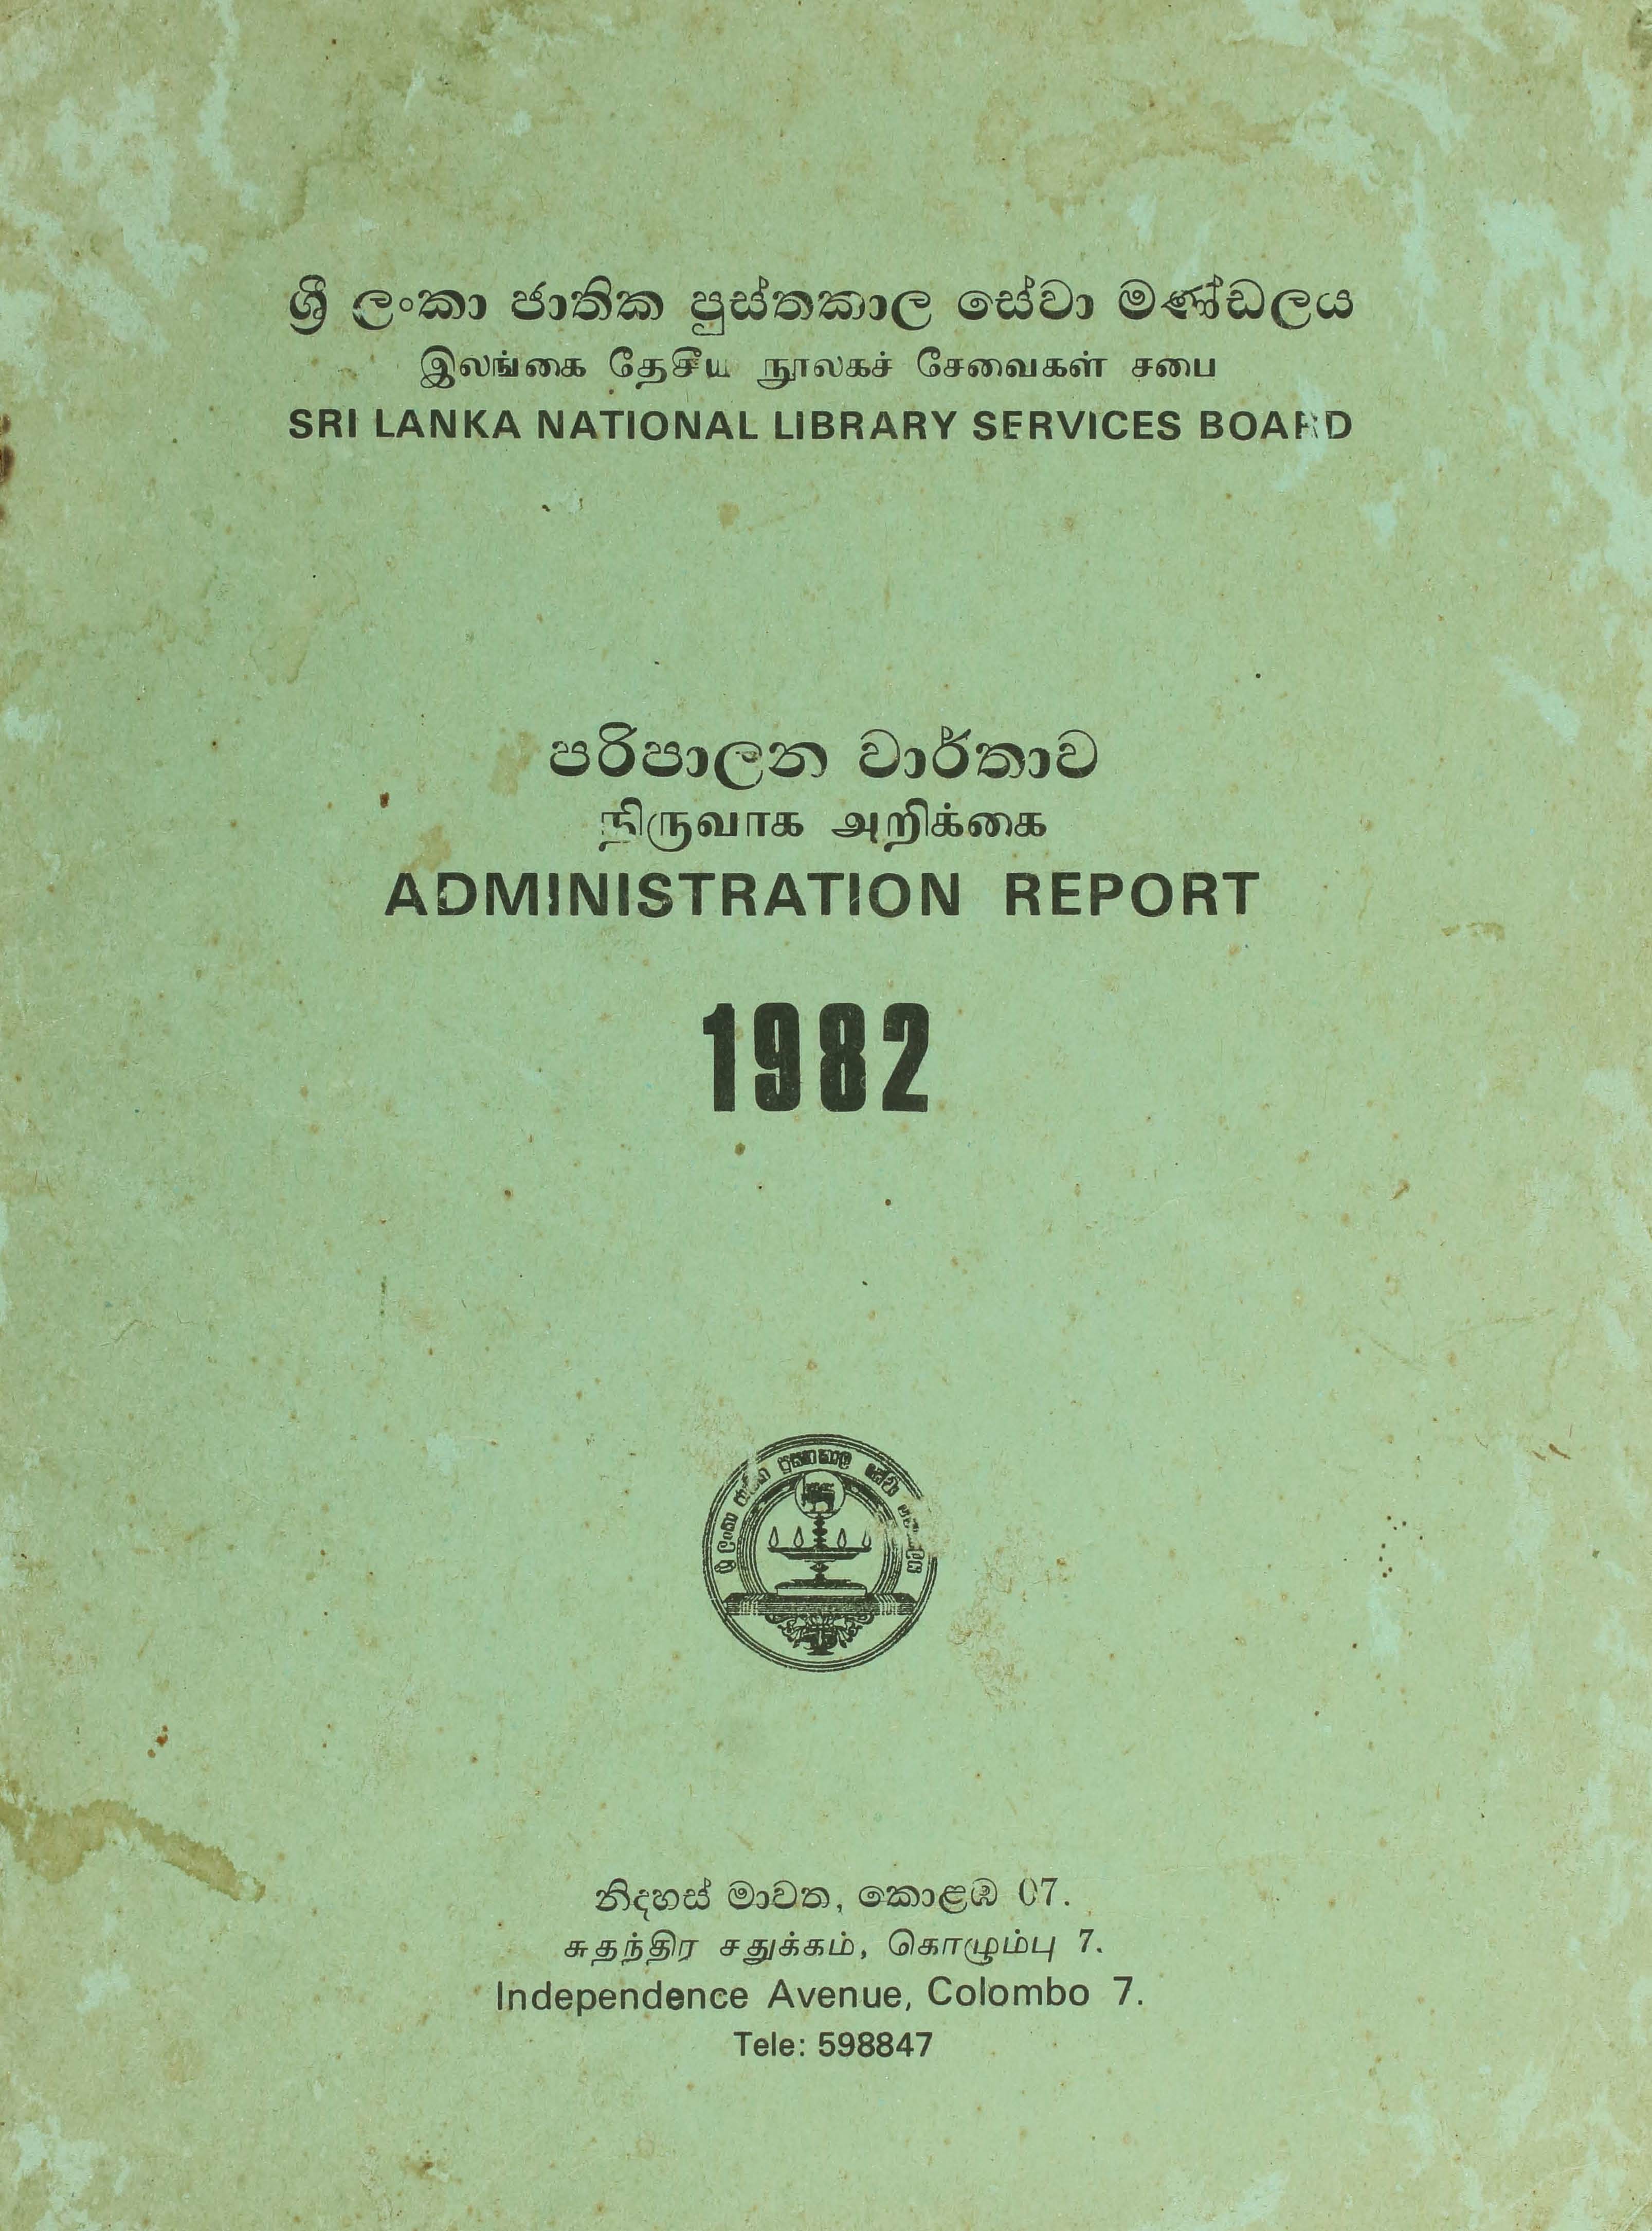 ශ්‍රී ලංකා ජාතික පුස්තකාල සේවා මණ්ඩලය
இலங்கை தேசிய நூலகச் சேவைகள் சபை
SRI LANKA NATIONAL LIBRARY SERVICES BOARD
පරිපාලන වාර්තාව
நிருவாக அறிக்கை
ADMINISTRATION REPORT
1982
ශ්‍රී ලංකා ජාතික පුස්තකාල සේවා
නිදහස් මාවත, කොළඹ 07.
சுதந்திர சதுக்கம், கொழும்பு 7.
Independence Avenue, Colombo 7.
Tele: 598847